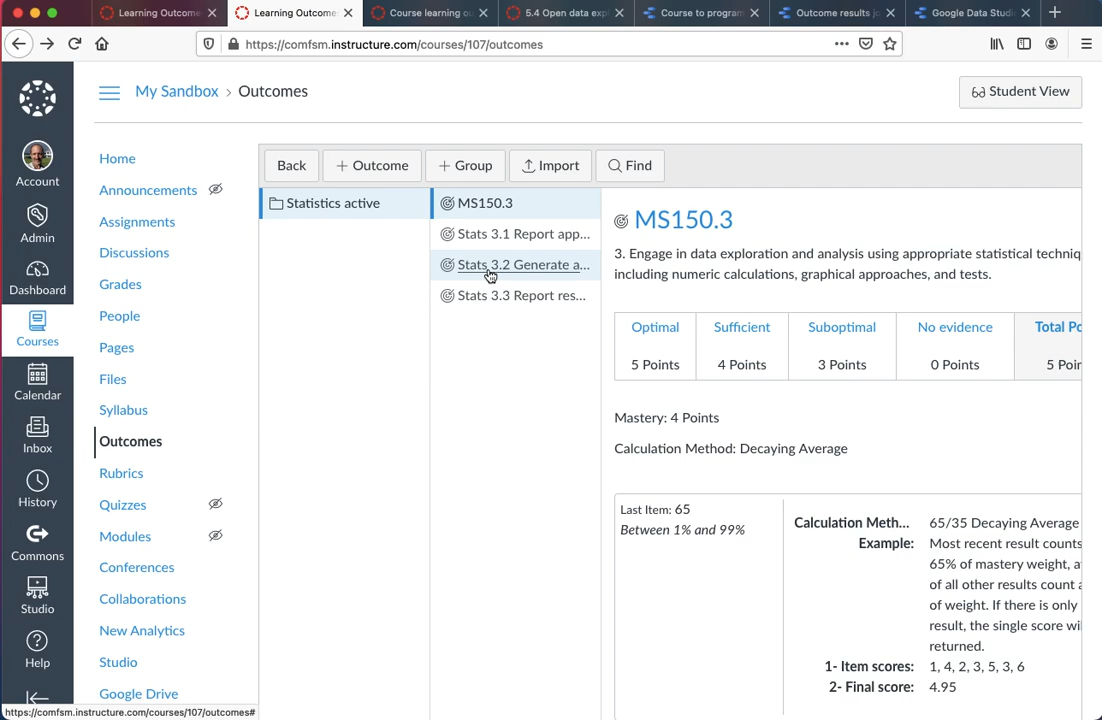 Learning Outcome
Learning Outcome
Course learning ou
5.4 Open data expl
Course to program
Outcome results jo
Google Data Studi
https://comfsm.instructure.com/courses/107/outcomes
My Sandbox › Outcomes
Student View
Account
Admin
Dashboard
Courses
Calendar
Inbox
History
Commons
Studio
Help
Home
Announcements
Assignments
Discussions
Grades
People
Pages
Files
Syllabus
Outcomes
Rubrics
Quizzes
Modules
Conferences
Collaborations
New Analytics
Studio
Google Drive
Back
+ Outcome
+ Group
Import
Find
Statistics active
MS150.3
Stats 3.1 Report app...
Stats 3.2 Generate a...
Stats 3.3 Report res...
MS150.3
3. Engage in data exploration and analysis using appropriate statistical techniq
including numeric calculations, graphical approaches, and tests.
Optimal Sufficient Suboptimal No evidence Total Po
5 Points 4 Points 3 Points 0 Points 5 Poin
Mastery: 4 Points
Calculation Method: Decaying Average
Last Item: 65
Between 1% and 99%
Calculation Meth... 65/35 Decaying Average
Example: Most recent result counts
65% of mastery weight, a
of all other results count a
of weight. If there is only
result, the single score wi
returned.
1- Item scores: 1, 4, 2, 3, 5, 3, 6
2- Final score: 4.95
https://comfsm.instructure.com/courses/107/outcomes#